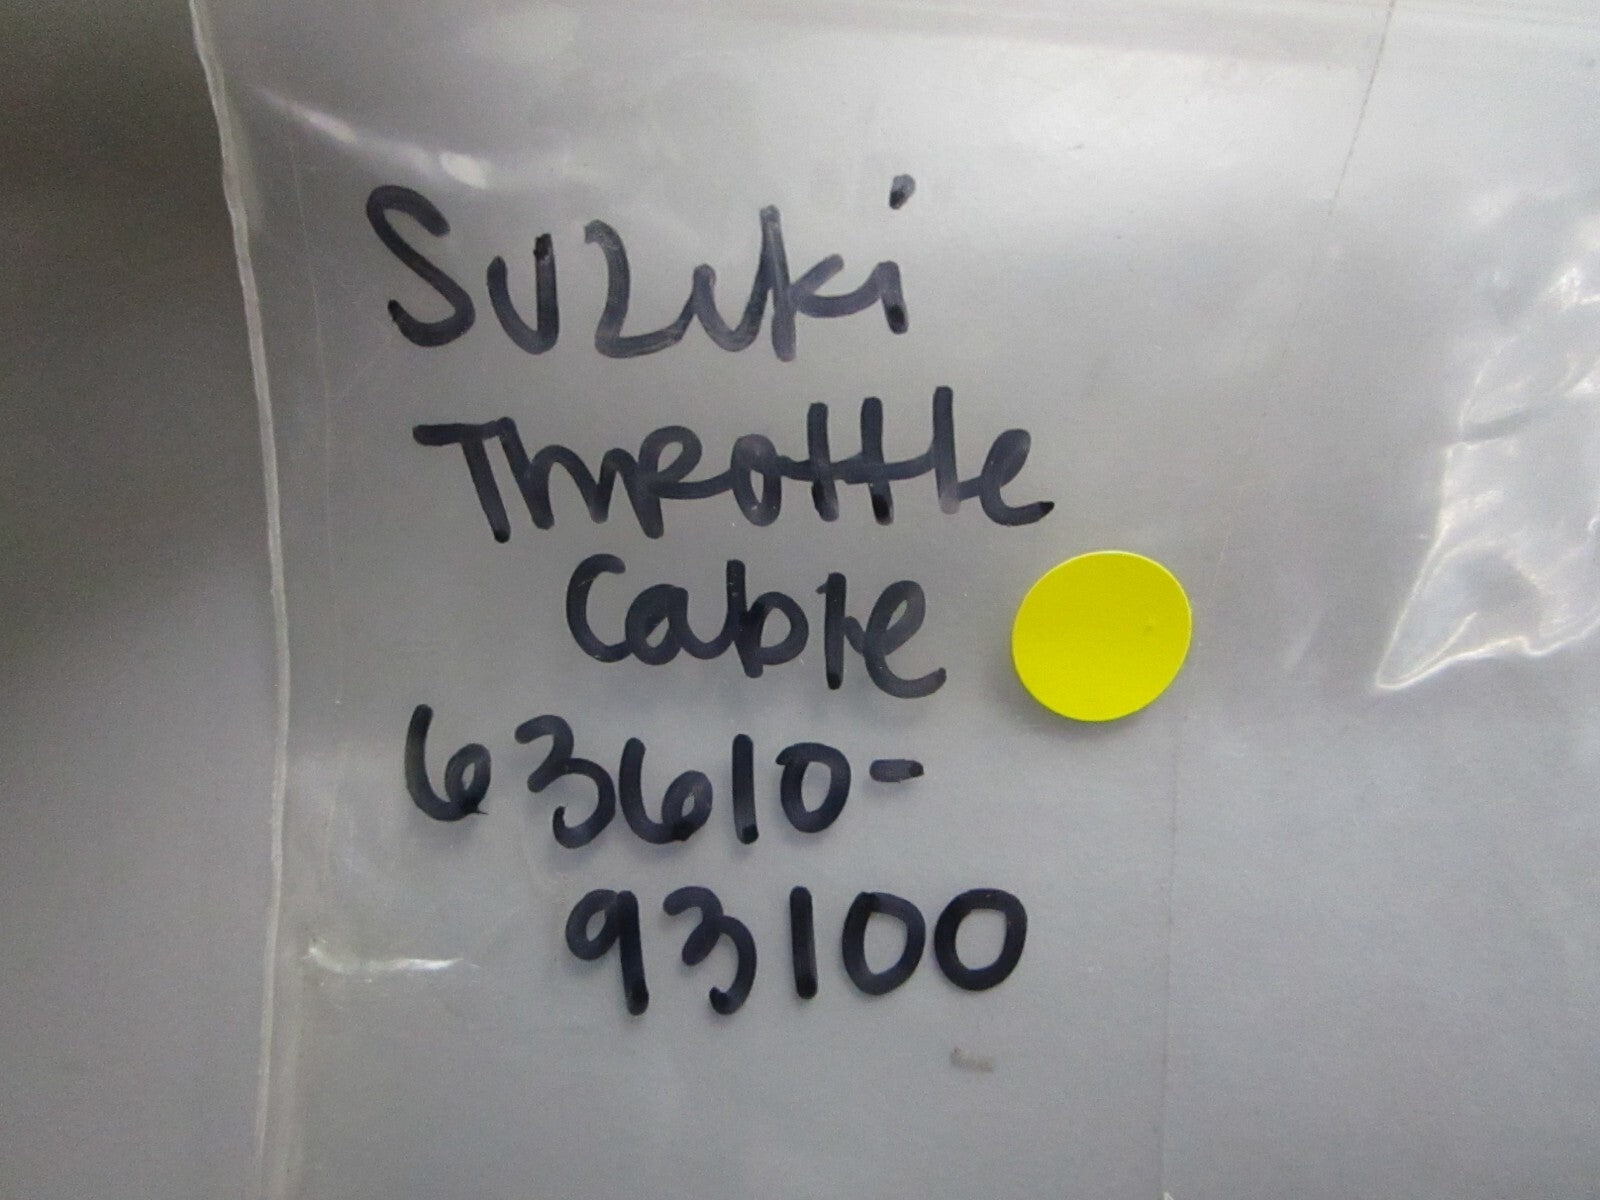 Suzuki
Throttle
Cable
63610-
93100